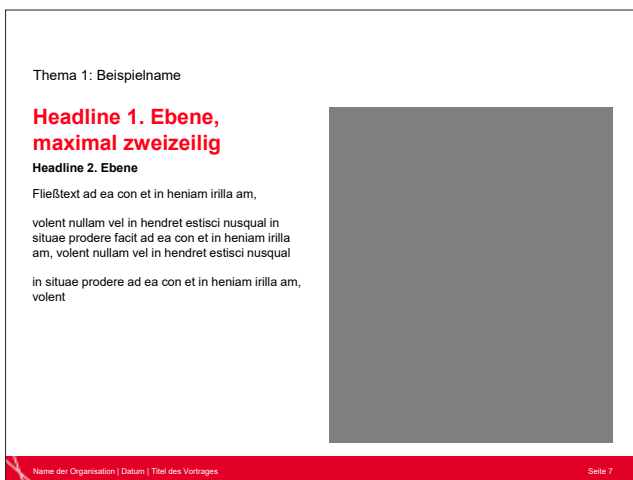 Thema 1: Beispielname
Headline 1. Ebene,
maximal zweizeilig
Headline 2. Ebene
Fließtext ad ea con et in heniam irilla am,
volent nullam vel in hendret estisci nusqual in
situae prodere facit ad ea con et in heniam irilla
am, volent nullam vel in hendret estisci nusqual
in situae prodere ad ea con et in heniam irilla am,
volent
Name der Organisation | Datum | Titel des Vortrages
Seite 7